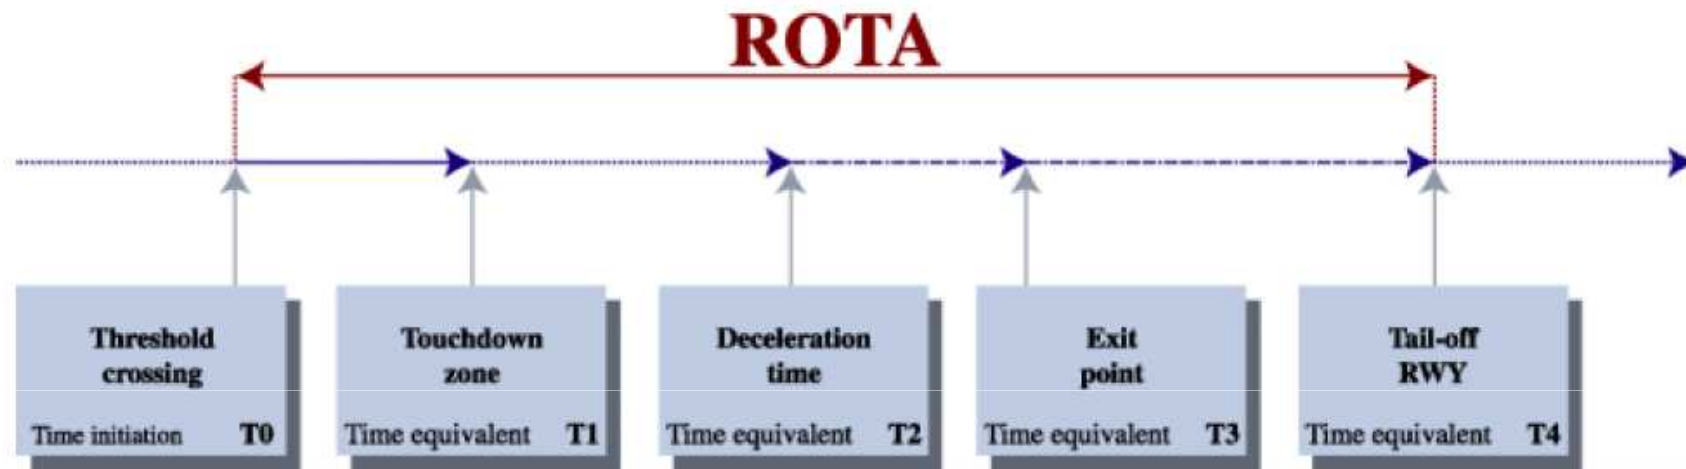 ROTA
Threshold
crossing
Time initiation T0
Touchdown
zone
Time equivalent T1
Deceleration
time
Time equivalent T2
Exit
point
Time equivalent T3
Tail-off
RWY
Time equivalent T4